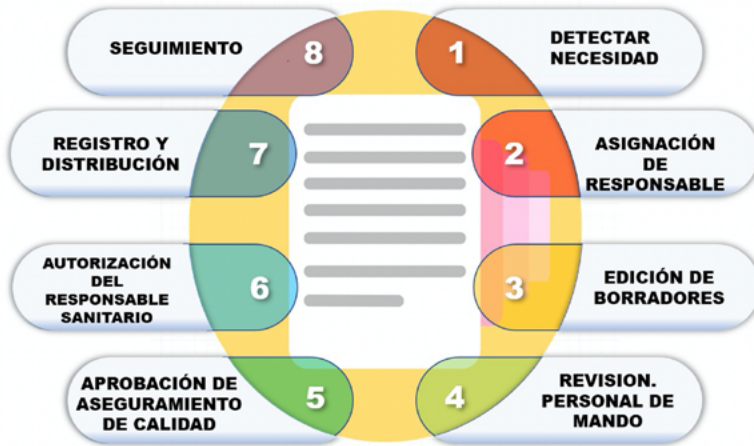 1
DETECTAR
NECESIDAD
2
ASIGNACIÓN
DE
RESPONSABLE
3
EDICIÓN DE
BORRADORES
4
REVISION.
PERSONAL DE
MANDO
5
APROBACIÓN DE
ASEGURAMIENTO
DE CALIDAD
6
AUTORIZACIÓN
DEL
RESPONSABLE
SANITARIO
7
REGISTRO Y
DISTRIBUCIÓN
8
SEGUIMIENTO